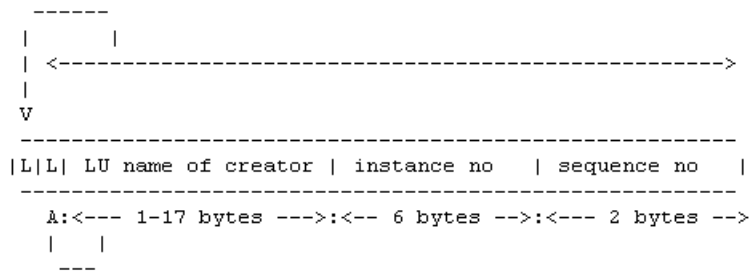 ------
|       |
| <---------------------------------------------------->
|
V
--------------------------------------------------------
|L|L| LU name of creator | instance no   | sequence no   |
--------------------------------------------------------
A:<--- 1-17 bytes --->:<-- 6 bytes -->:<--- 2 bytes -->
|   |
---